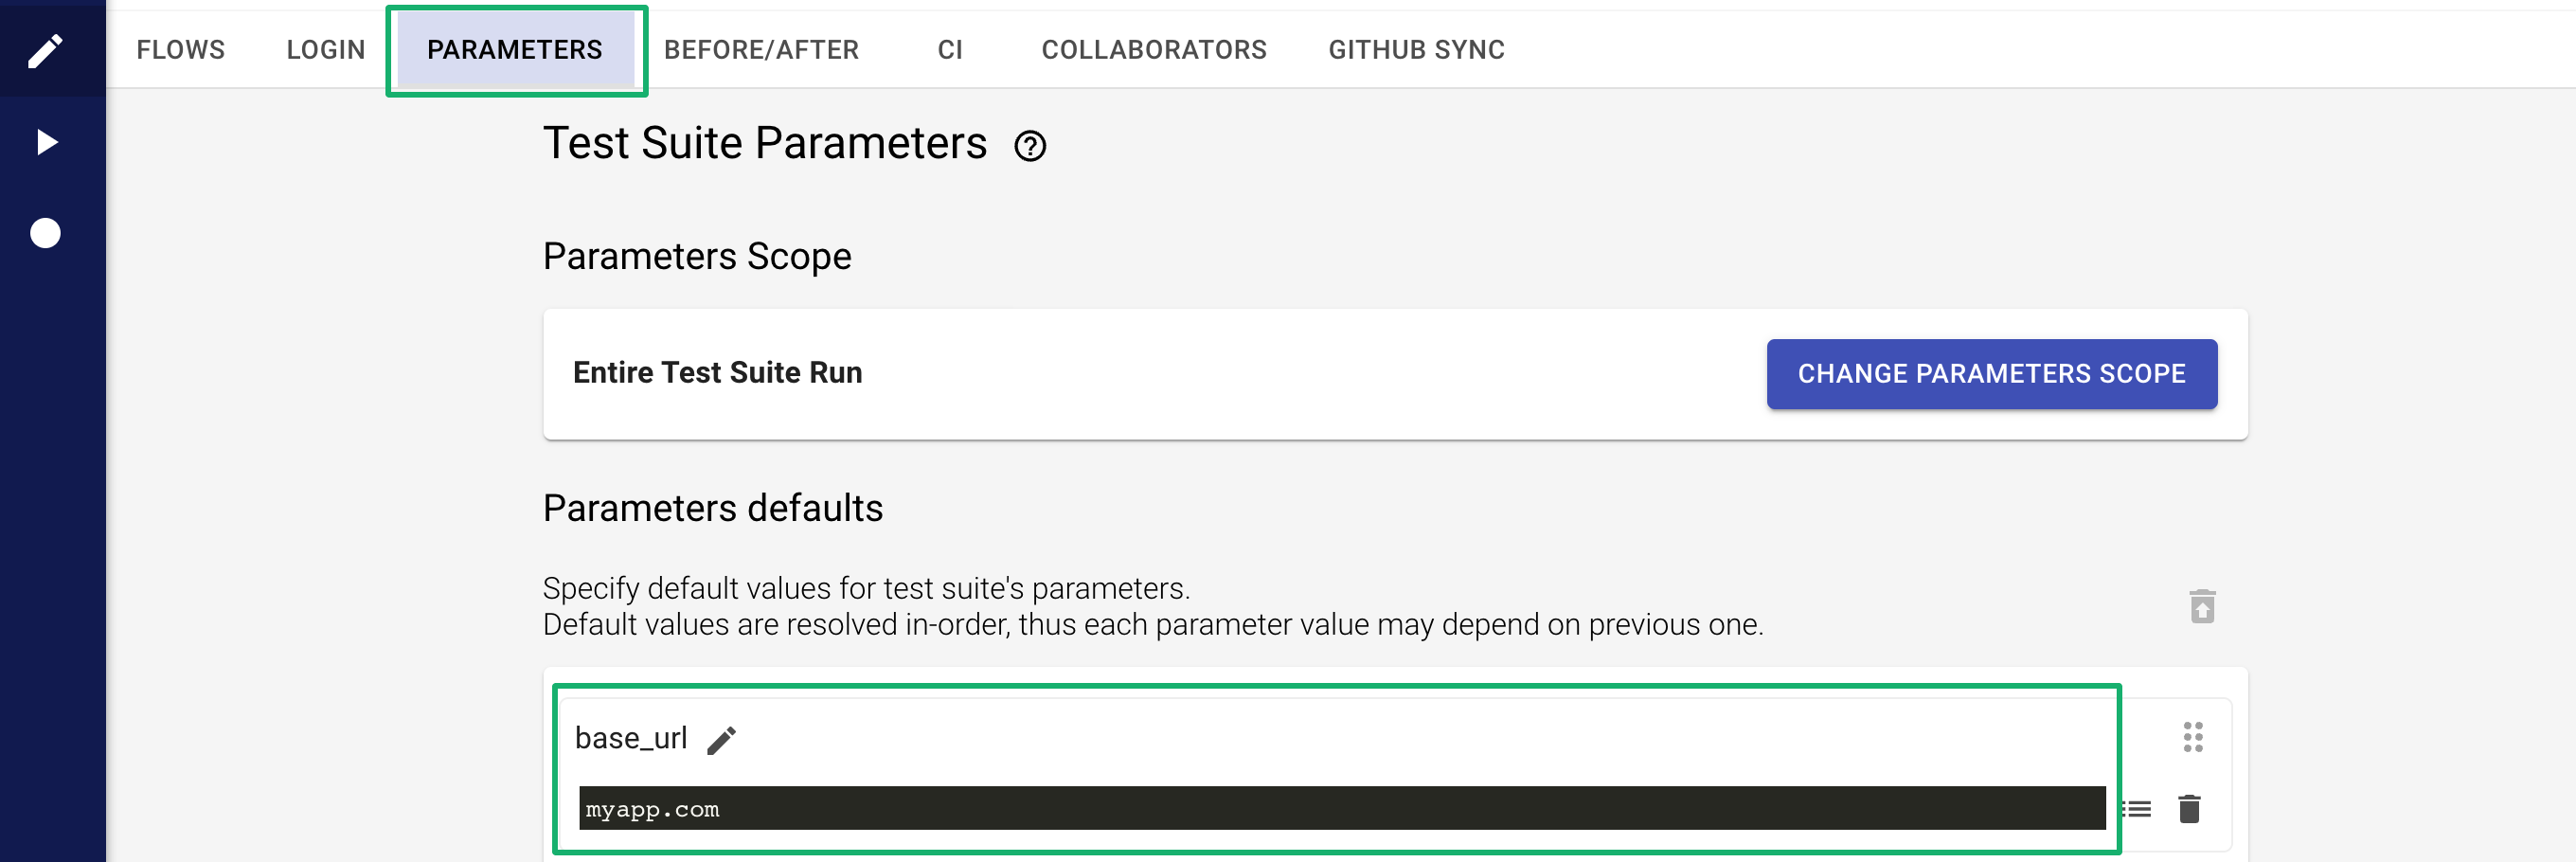 FLOWS LOGIN PARAMETERS BEFORE/AFTER CI COLLABORATORS GITHUB SYNC
Test Suite Parameters
Parameters Scope
Entire Test Suite Run CHANGE PARAMETERS SCOPE
Parameters defaults
Specify default values for test suite's parameters.
Default values are resolved in-order, thus each parameter value may depend on previous one.
base_url
myapp.com